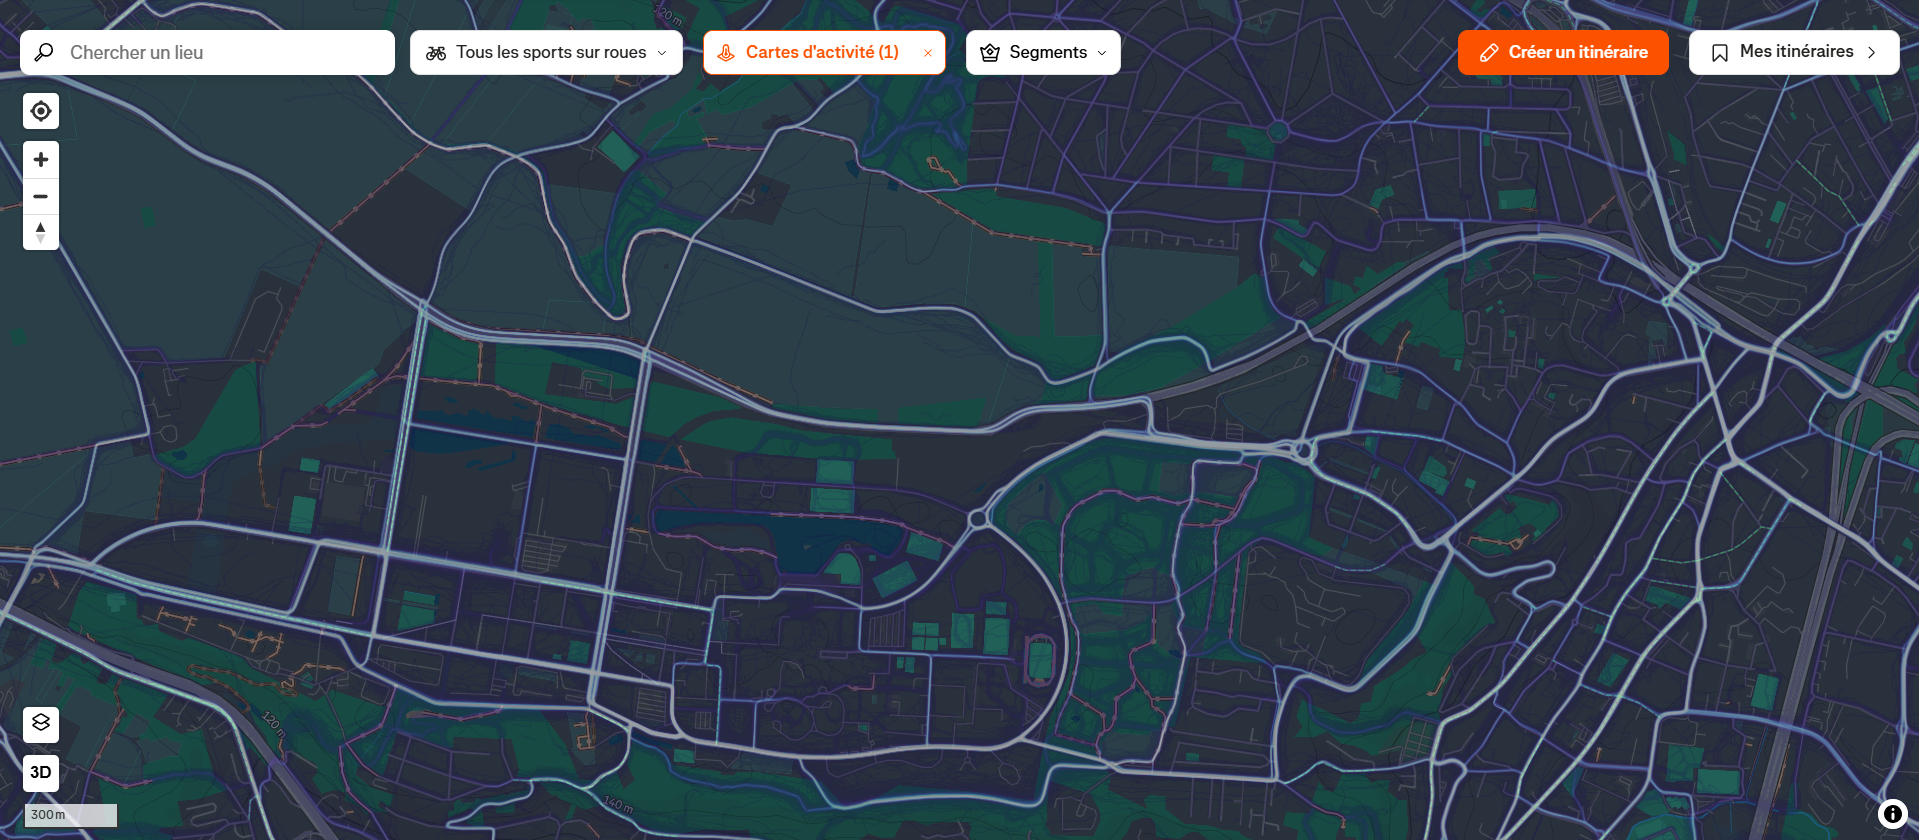 120 m
Chercher un lieu
Tous les sports sur roues
Cartes d'activité (1)
Segments
Créer un itinéraire
Mes itinéraires
120 m
3D
140 m
300 m